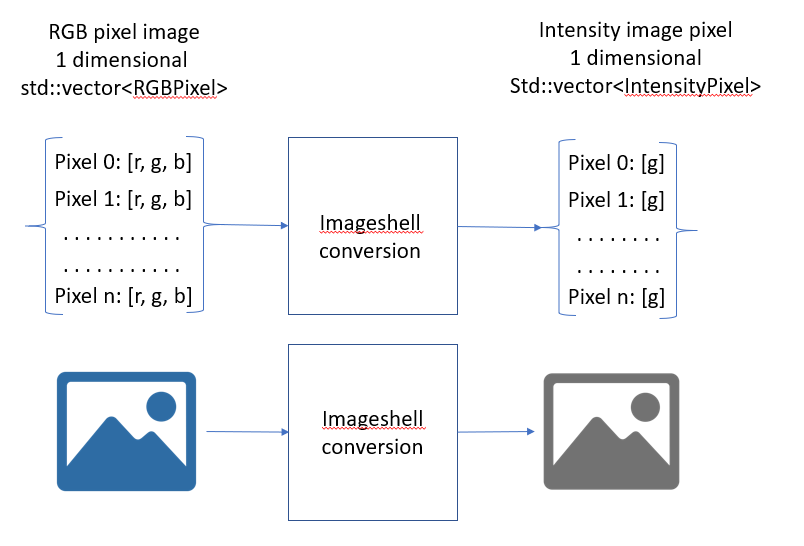 RGB pixel image
1 dimensional
std::vector<RGBPixel>
Intensity image pixel
1 dimensional
Std::vector<IntensityPixel>
Pixel 0: [r, g, b]
Pixel 1: [r, g, b]
. . . . . . . . . . .
. . . . . . . . . . .
Pixel n: [r, g, b]
Imageshell
conversion
Pixel 0: [g]
Pixel 1: [g]
. . . . . . . .
. . . . . . . .
Pixel n: [g]
Imageshell
conversion